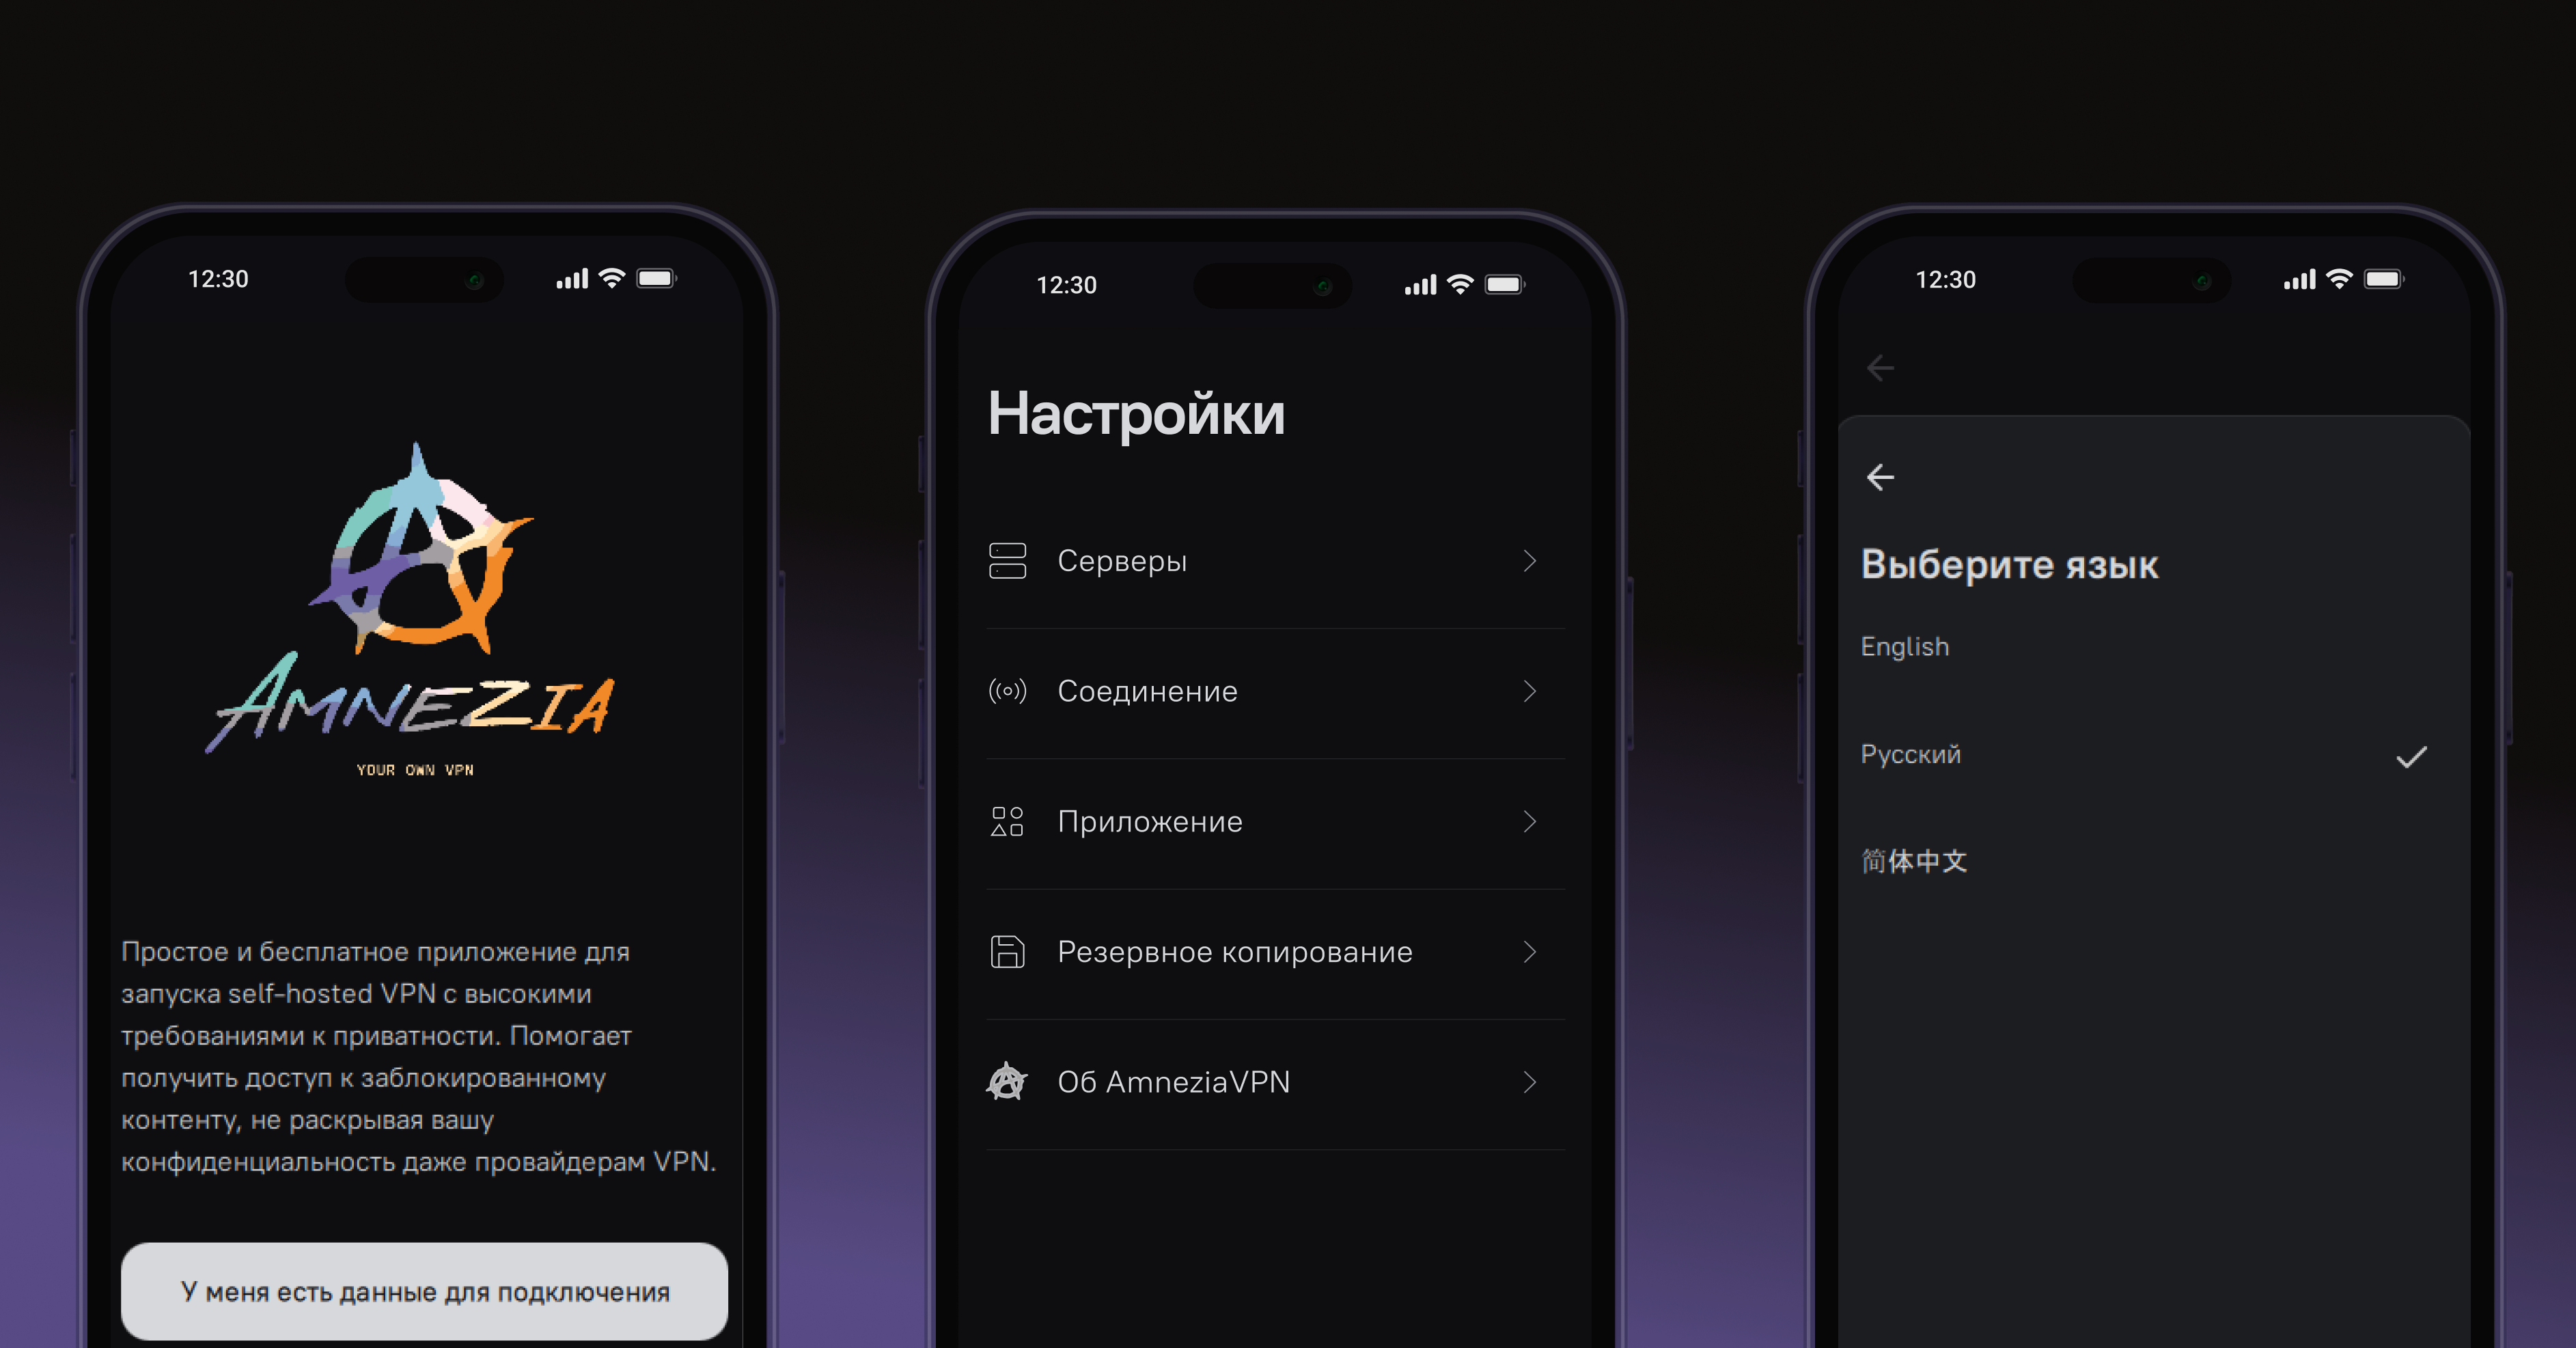 12:30
AMNEZIA
YOUR OWN VPN
Простое и бесплатное приложение для
запуска self-hosted VPN с высокими
требованиями к приватности. Помогает
получить доступ к заблокированному
контенту, не раскрывая вашу
конфиденциальность даже провайдерам VPN.
У меня есть данные для подключения
12:30
Настройки
Серверы
Соединение
Приложение
Резервное копирование
Об AmneziaVPN
12:30
Выберите язык
English
Русский
简体中文